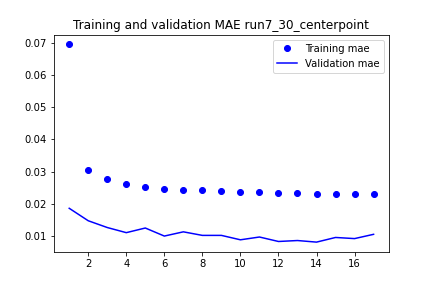 Training and validation MAE run7_30_centerpoint
0.07
0.06
0.05
0.04
0.03
0.02
0.01
Training mae
Validation mae
2 4 6 8 10 12 14 16